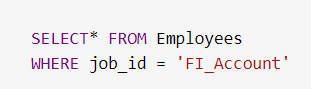 SELECT* FROM Employees
WHERE job_id = 'FI_Account'